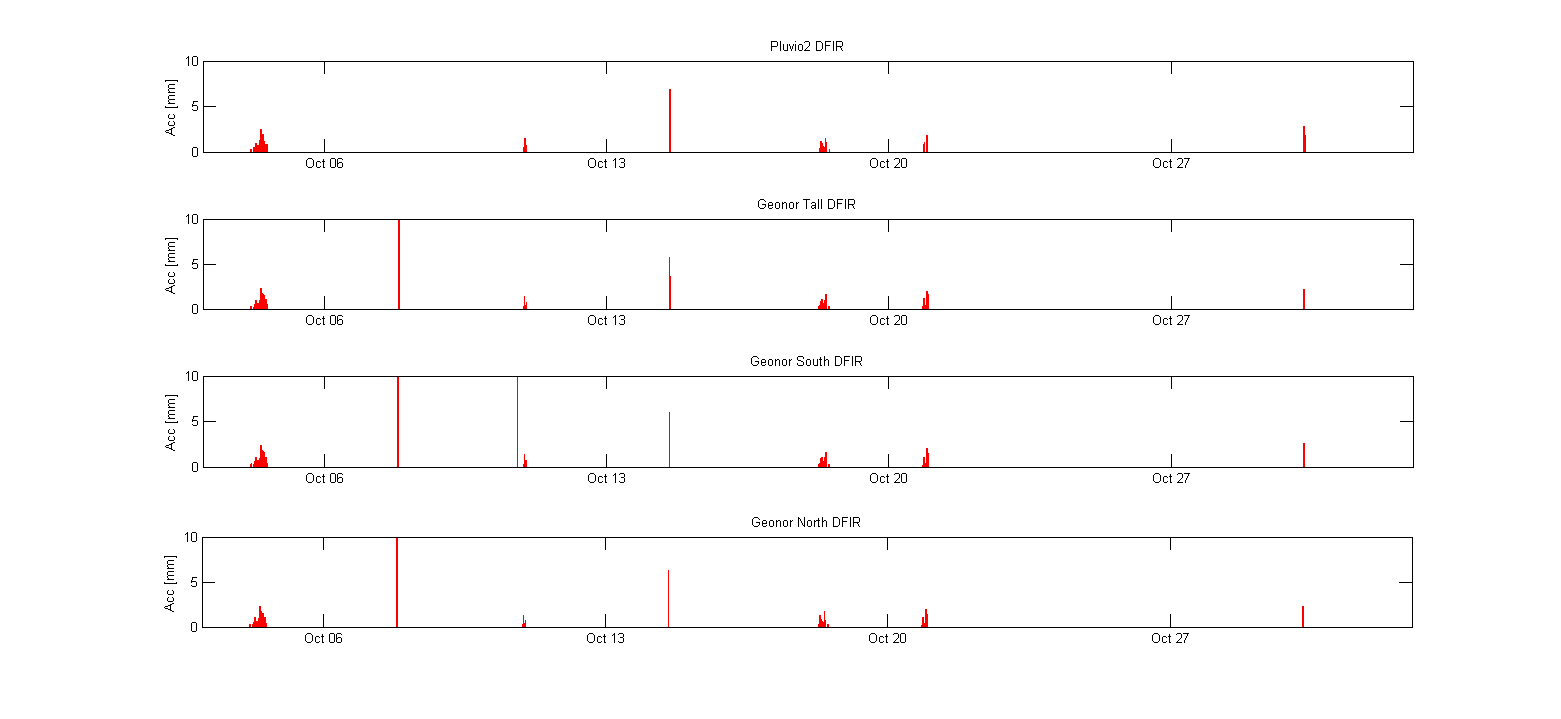 Pluvio2 DFIR
10
5
0
Acc [mm]
Oct 06 Oct 13 Oct 20 Oct 27
Geonor Tall DFIR
10
5
0
Acc [mm]
Oct 06 Oct 13 Oct 20 Oct 27
Geonor South DFIR
10
5
0
Acc [mm]
Oct 06 Oct 13 Oct 20 Oct 27
Geonor North DFIR
10
5
0
Acc [mm]
Oct 06 Oct 13 Oct 20 Oct 27